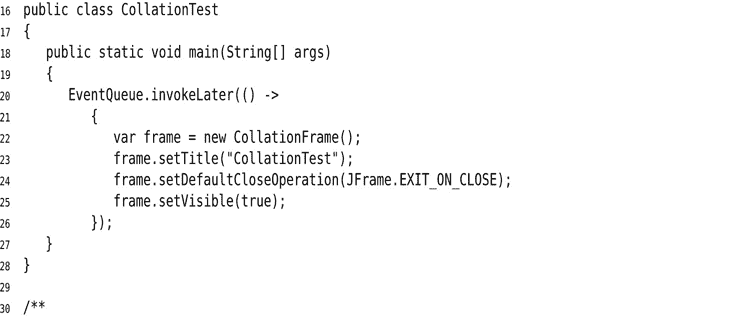 16 public class CollationTest
17 {
18    public static void main(String[] args)
19    {
20       EventQueue.invokeLater(() ->
21          {
22             var frame = new CollationFrame();
23             frame.setTitle("CollationTest");
24             frame.setDefaultCloseOperation(JFrame.EXIT_ON_CLOSE);
25             frame.setVisible(true);
26          });
27    }
28 }
29
30 /**